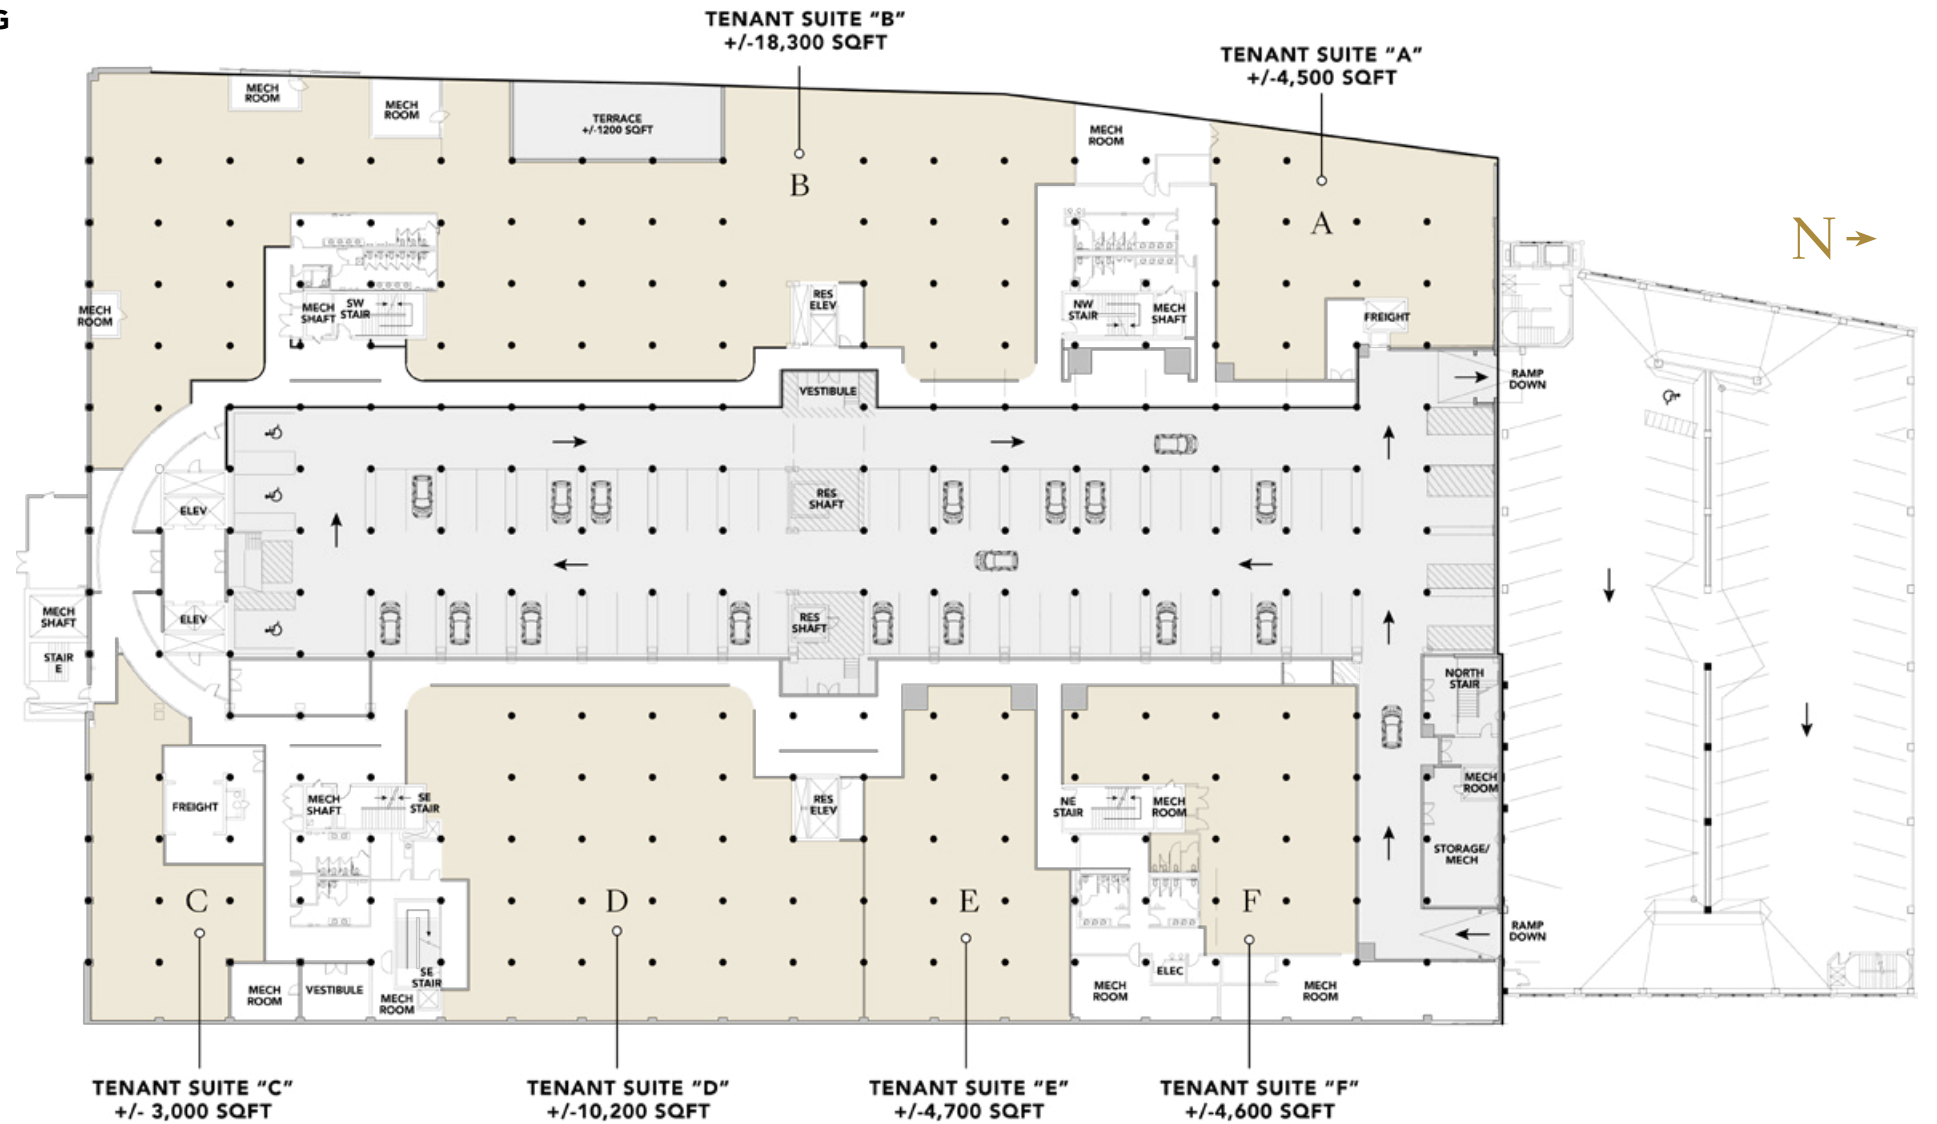 G
TENANT SUITE “B”
+/-18,300 SQFT
TENANT SUITE “A”
+/-4,500 SQFT
MECH
ROOM
MECH
ROOM
TERRACE
+/-1200 SQFT
MECH
ROOM
B
A
N
MECH
ROOM
MECH
SHAFT
SW
STAIR
RES
ELEV
NW
STAIR
MECH
SHAFT
FREIGHT
RAMP
DOWN
VESTIBULE
ELEV
RES
SHAFT
MECH
SHAFT
ELEV
RES
SHAFT
STAIR
E
NORTH
STAIR
FREIGHT
MECH
SHAFT
SE
STAIR
RES
ELEV
NE
STAIR
MECH
ROOM
MECH
ROOM
STORAGE/
MECH
C
D
E
F
RAMP
DOWN
MECH
ROOM
VESTIBULE
SE
STAIR
MECH
ROOM
MECH
ROOM
ELEC
MECH
ROOM
TENANT SUITE “C”
+/- 3,000 SQFT
TENANT SUITE “D”
+/-10,200 SQFT
TENANT SUITE “E”
+/-4,700 SQFT
TENANT SUITE “F”
+/-4,600 SQFT